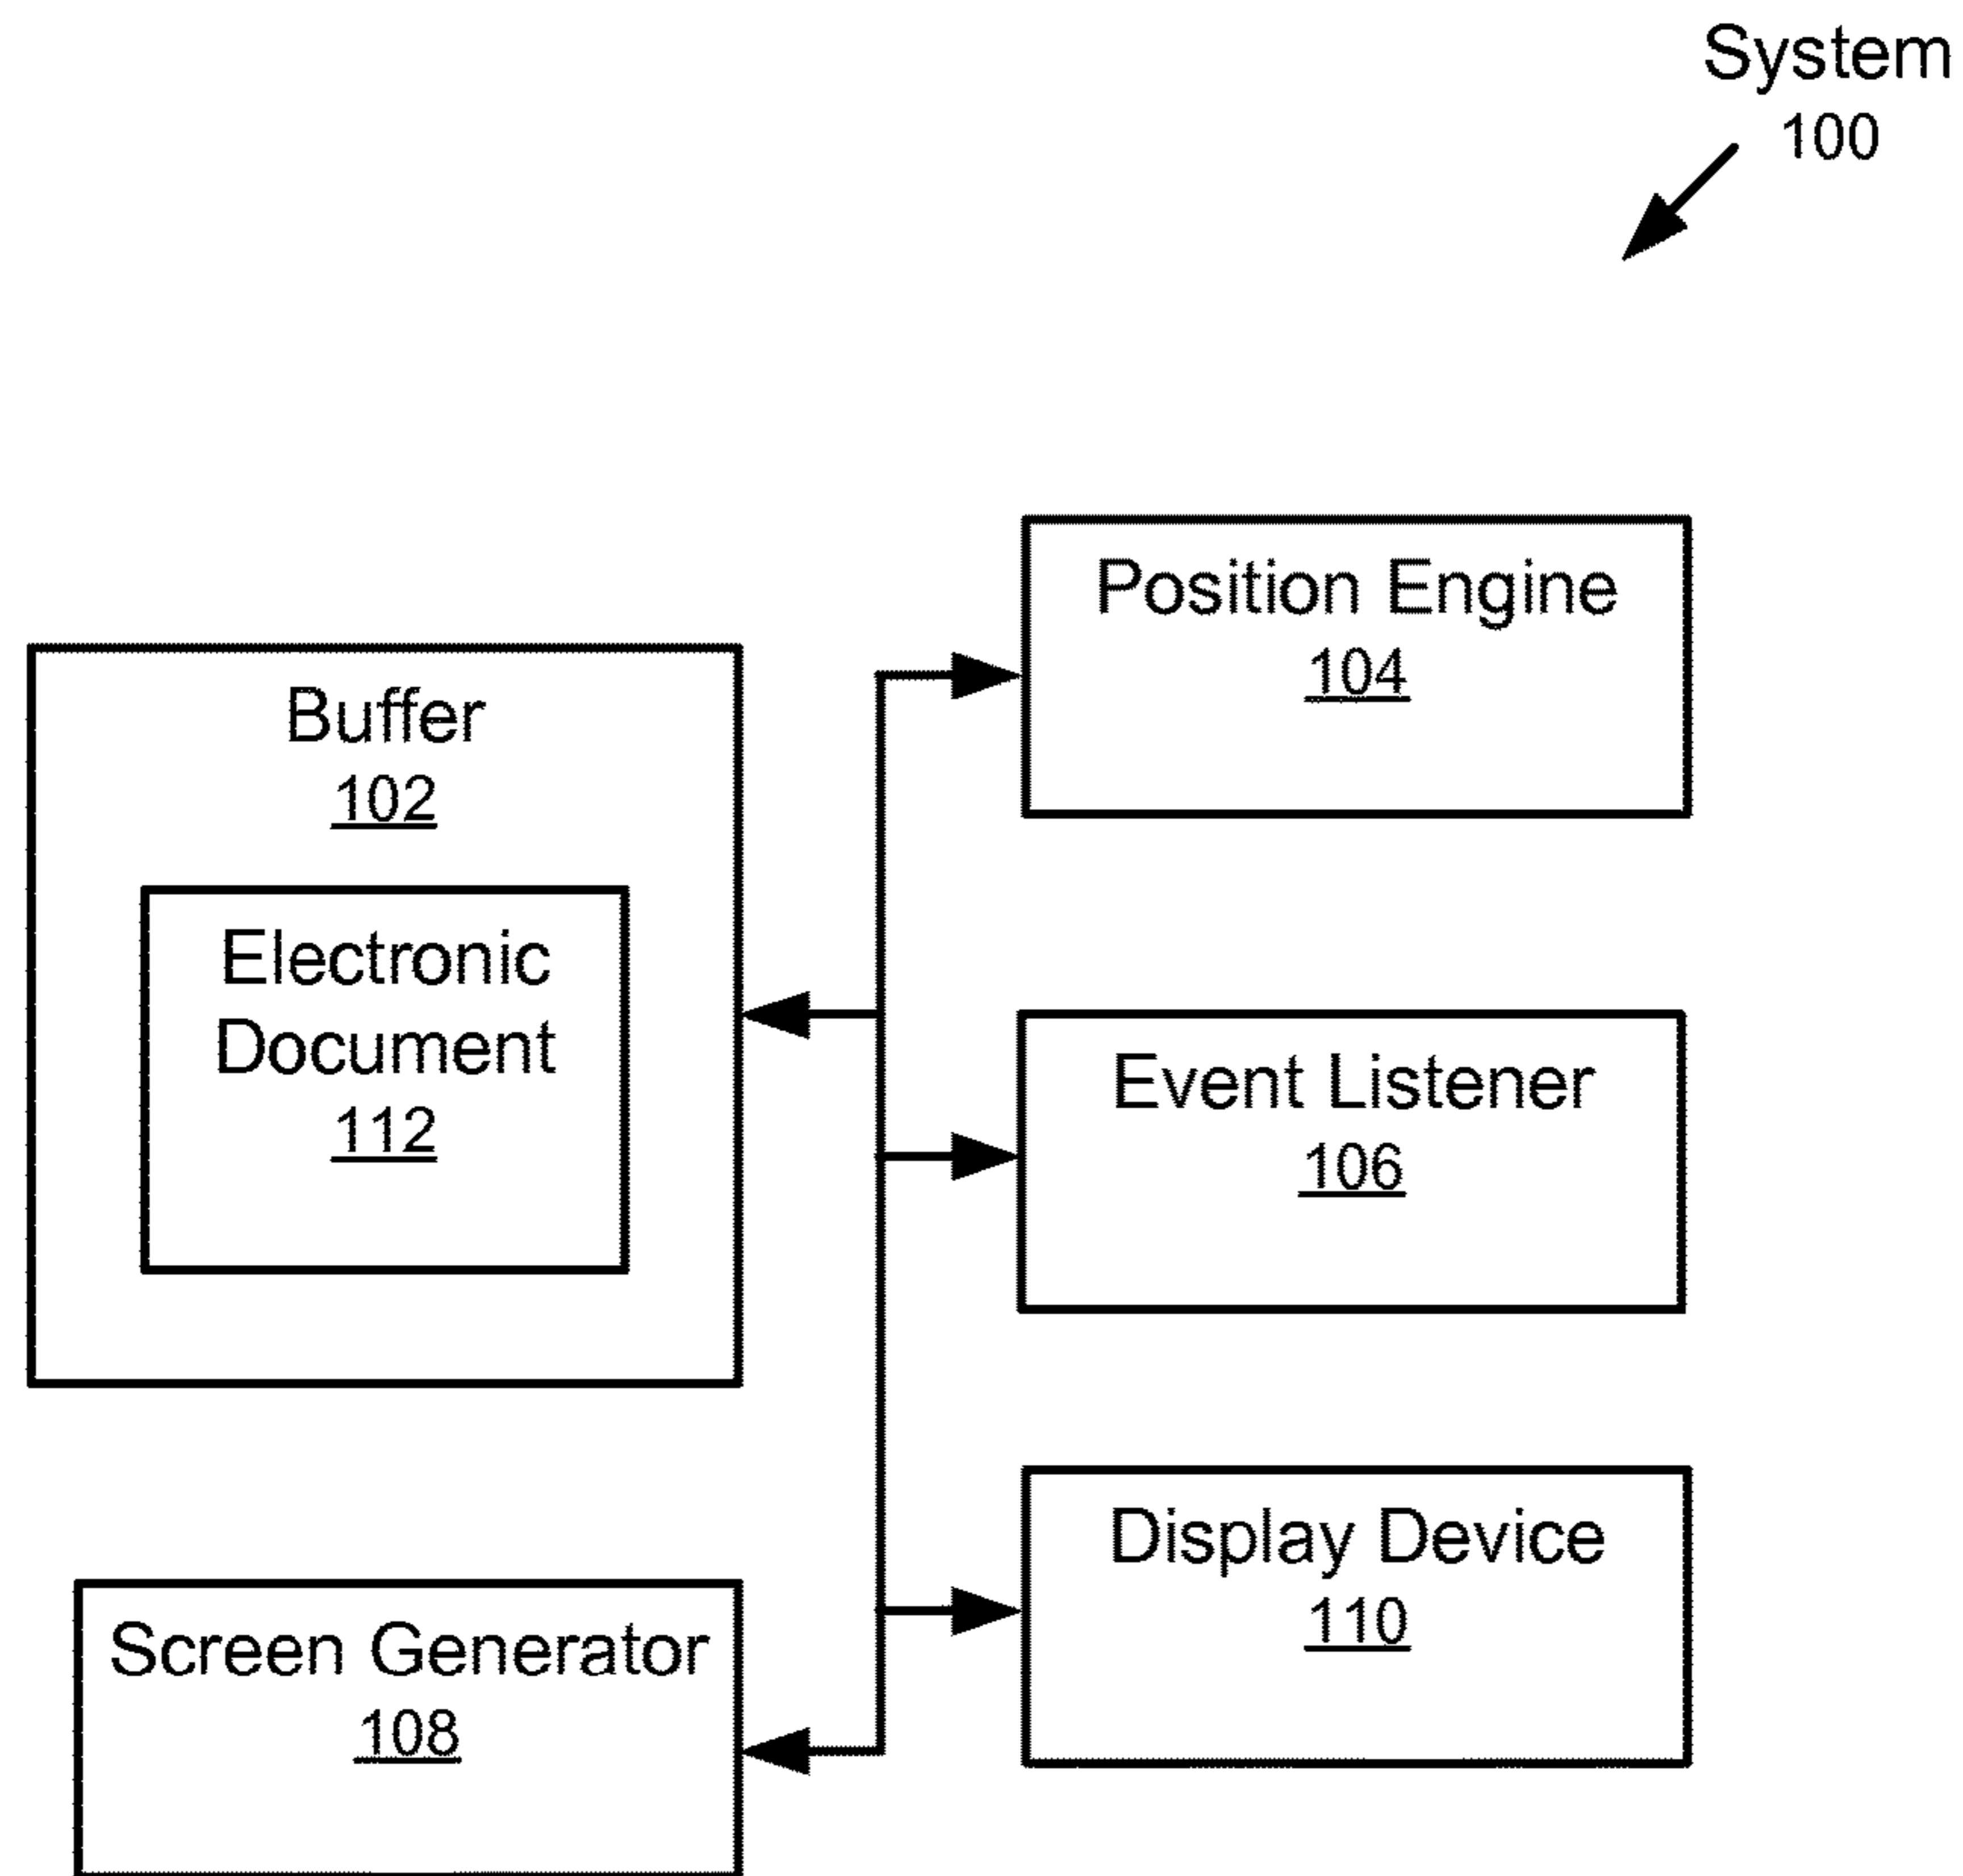 System
100
Position Engine
104
Buffer
102
Electronic
Document
112
Event Listener
106
Display Device
110
Screen Generator
108